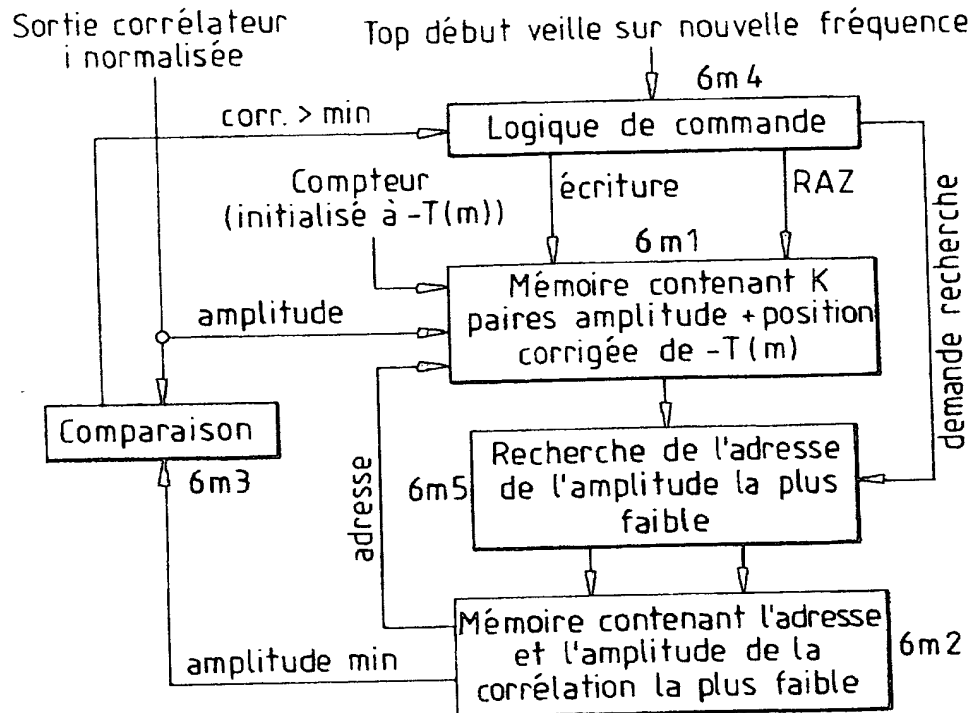 Sortie corrélateur
i normalisée
Top début veille sur nouvelle fréquence
6m4
corr. > min
Logique de commande
Compteur
(initialisé à -T(m))
écriture
RAZ
6m1
Mémoire contenant K
paires amplitude + position
corrigée de -T(m)
amplitude
demande recherche
Comparaison
6m3
adresse
6m5
Recherche de l'adresse
de l'amplitude la plus
faible
Mémoire contenant l'adresse
et l'amplitude de la
corrélation la plus faible
6m2
amplitude min